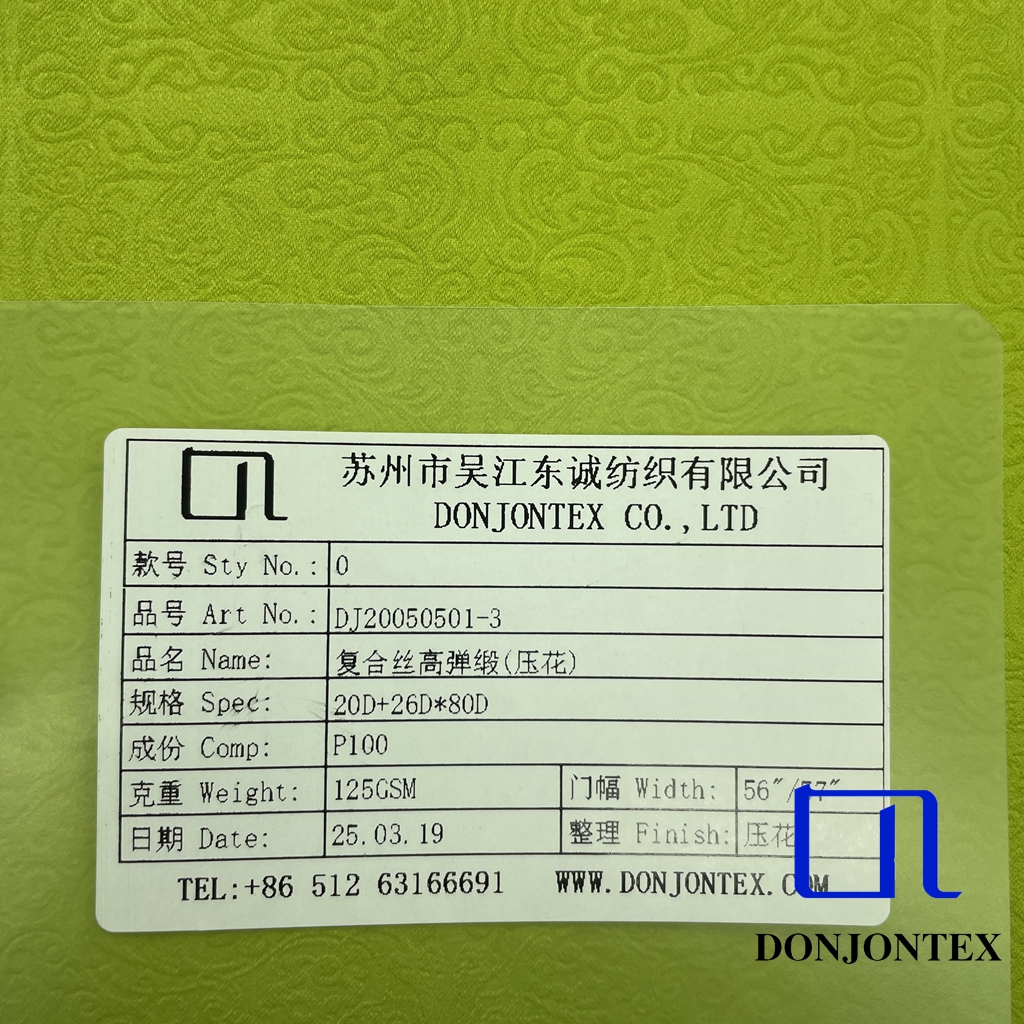 苏州市吴江东诚纺织有限公司
DONJONTEX CO.,LTD
款号 Sty No.: 0
品号 Art No.: DJ20050501-3
品名 Name: 复合丝高弹缎(压花)
规格 Spec: 20D+26D*80D
成份 Comp: P100
克重 Weight: 125GSM 门幅 Width: 56"/57"
日期 Date: 25.03.19 整理 Finish: 压花
TEL:+86 512 63166691 WWW.DONJONTEX.COM
DONJONTEX